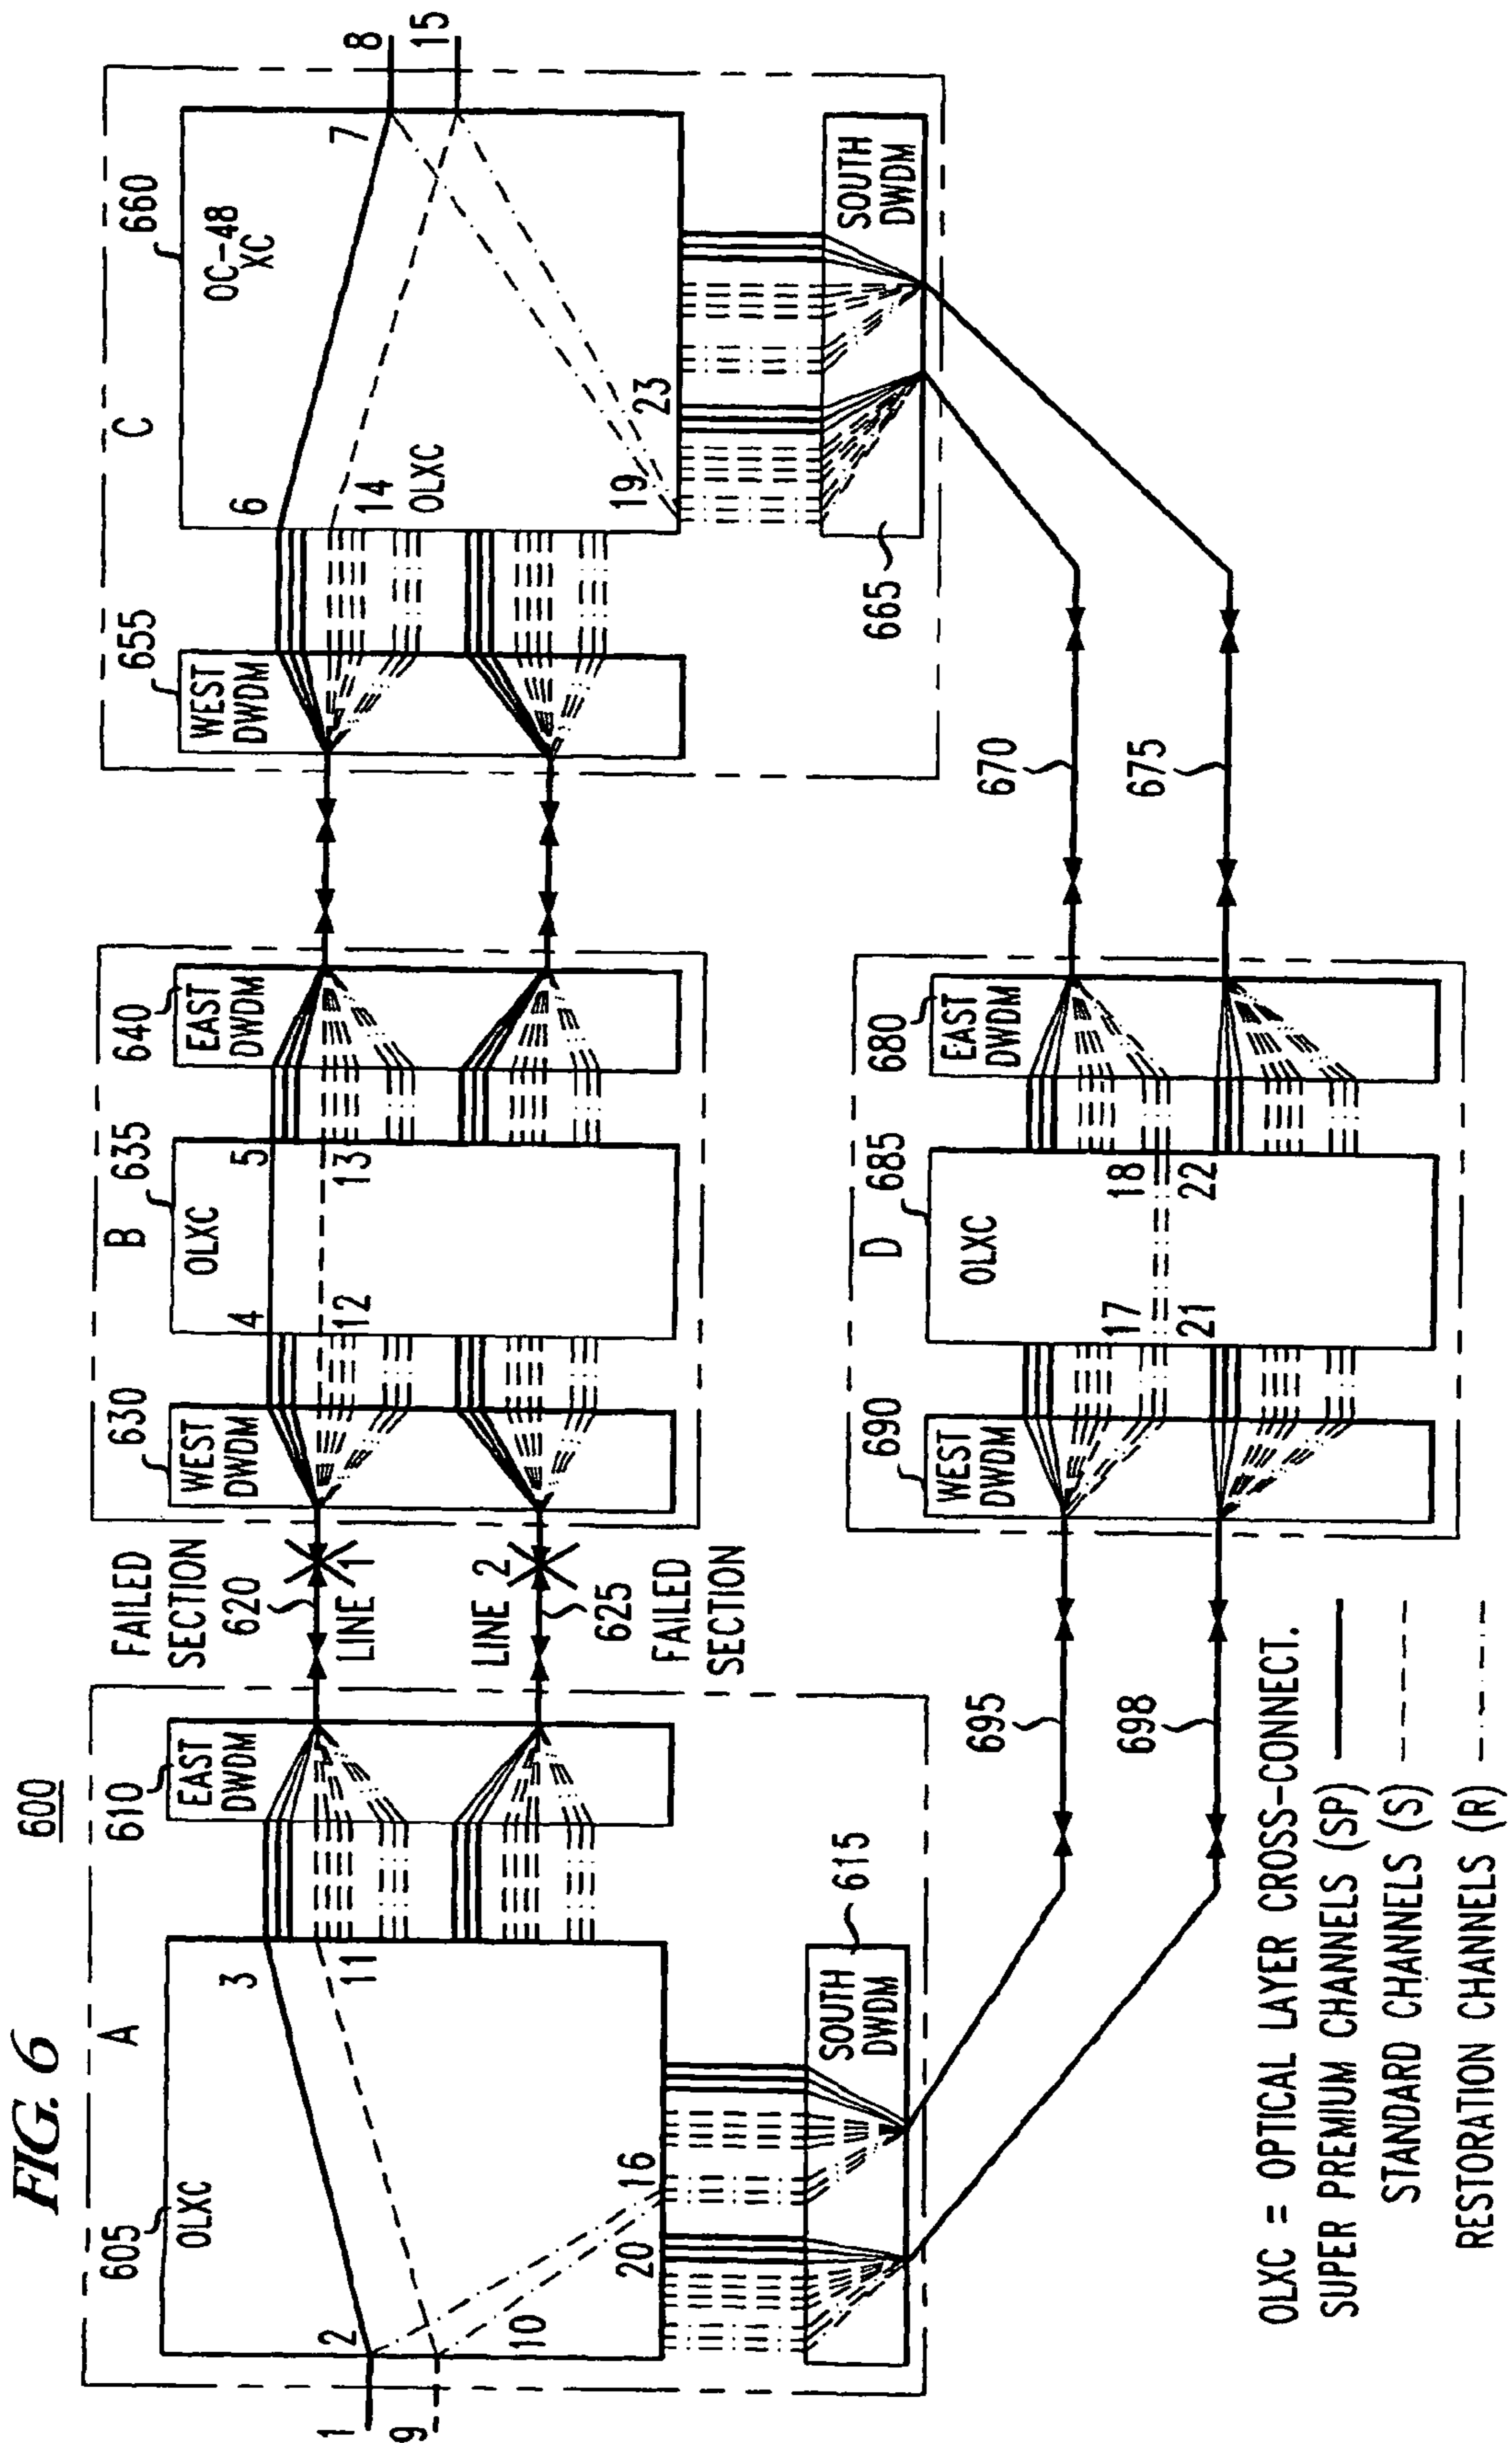 FIG. 6
600
A
605
OLXC
1
2
3
9
10
11
16
20
610
EAST
DWDM
615
SOUTH
DWDM
FAILED
SECTION
620
LINE 1
LINE 2
625
FAILED
SECTION
B
630
WEST
DWDM
635
OLXC
4
5
12
13
640
EAST
DWDM
C
655
WEST
DWDM
660
OC-48
XC
6
7
8
14
15
OLXC
19
23
665
SOUTH
DWDM
670
675
D
680
EAST
DWDM
685
OLXC
17
18
21
22
690
WEST
DWDM
695
698
OLXC = OPTICAL LAYER CROSS-CONNECT.
SUPER PREMIUM CHANNELS (SP)
STANDARD CHANNELS (S)
RESTORATION CHANNELS (R)